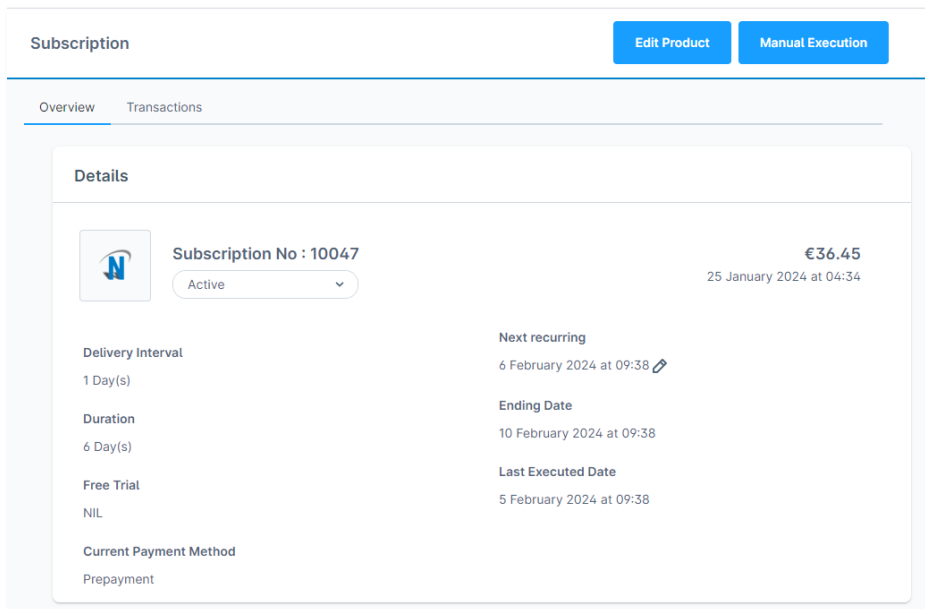 Subscription
Edit Product
Manual Execution
Overview
Transactions
Details
N
Subscription No : 10047
Active
€36.45
25 January 2024 at 04:34
Delivery Interval
1 Day(s)
Duration
6 Day(s)
Free Trial
NIL
Current Payment Method
Prepayment
Next recurring
6 February 2024 at 09:38
Ending Date
10 February 2024 at 09:38
Last Executed Date
5 February 2024 at 09:38